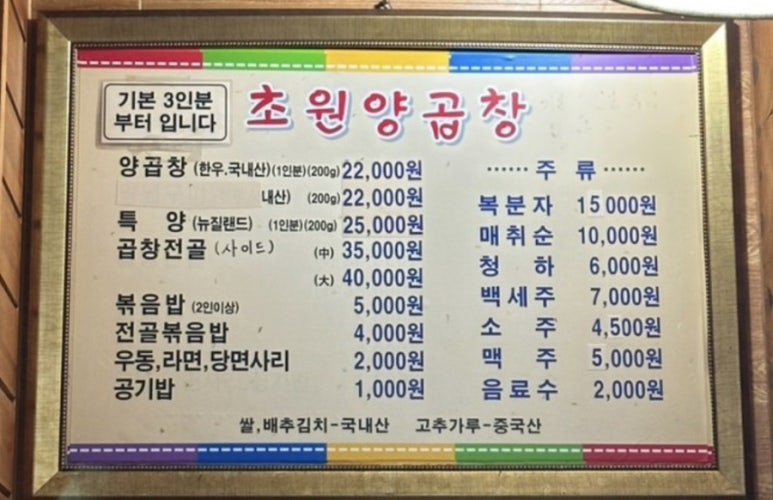 기본 3인분
부터 입니다
초원양곱창
양곱창 (한우.국내산)(1인분)(200g) 22,000원
내산) (200g) 22,000원
특 양 (뉴질랜드) (1인분)(200g) 25,000원
곱창전골 (사이드) (中) 35,000원
(大) 40,000원
볶음밥 (2인이상) 5,000원
전골볶음밥 4,000원
우동,라면,당면사리 2,000원
공기밥 1,000원
······ 주 류 ······
복분자 15,000원
매취순 10,000원
청 하 6,000원
백세주 7,000원
소 주 4,500원
맥 주 5,000원
음료수 2,000원
쌀,배추김치-국내산 고추가루-중국산